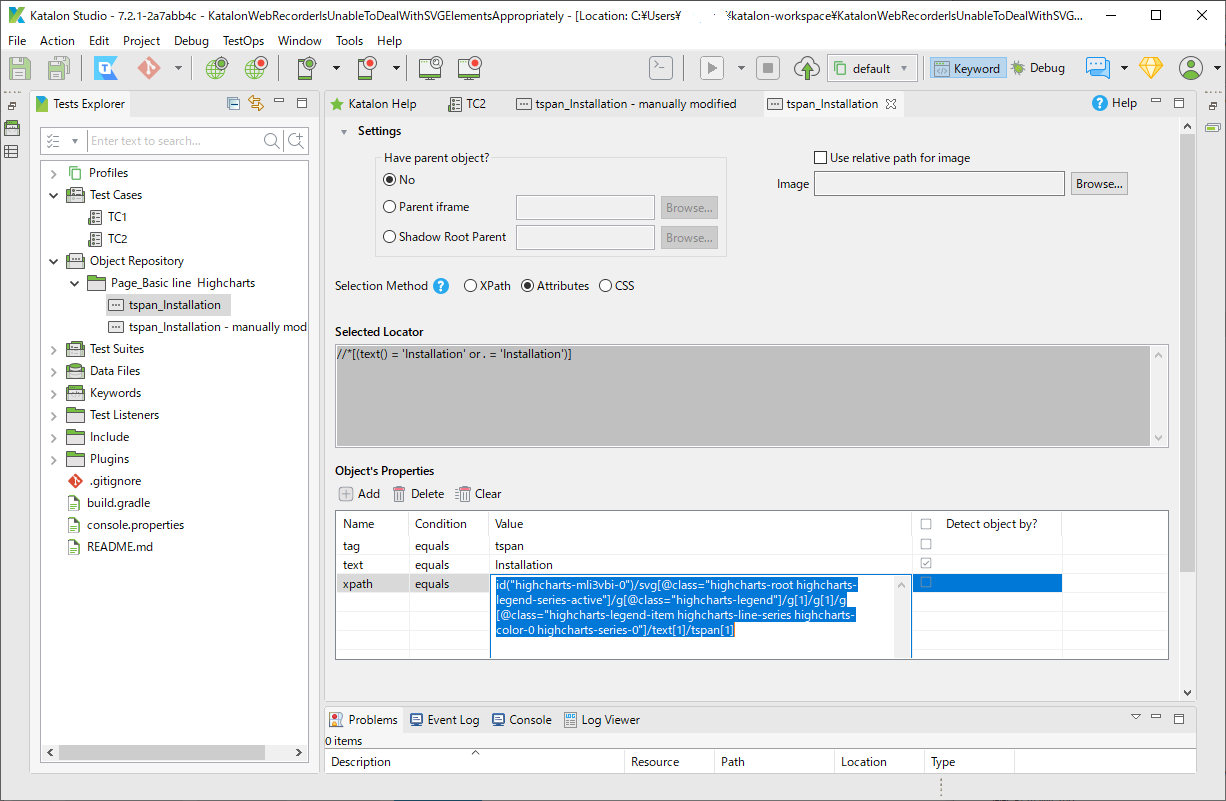 Katalon Studio - 7.2.1-2a7abb4c - KatalonWebRecorderIsUnableToDealWithSVGElementsAppropriately - [Location: C:¥Users¥ ¥katalon-workspace¥KatalonWebRecorderIsUnableToDealWithSVG...
File Action Edit Project Debug TestOps Window Tools Help
default Keyword Debug
Tests Explorer
Katalon Help TC2 tspan_Installation - manually modified tspan_Installation Help
Enter text to search...
Profiles
Test Cases
TC1
TC2
Object Repository
Page_Basic line Highcharts
tspan_Installation
tspan_Installation - manually mod
Test Suites
Data Files
Keywords
Test Listeners
Include
Plugins
.gitignore
build.gradle
console.properties
README.md
Settings
Have parent object?
No
Parent iframe Browse...
Shadow Root Parent Browse...
Use relative path for image
Image Browse...
Selection Method ? XPath Attributes CSS
Selected Locator
//*[(text() = 'Installation' or . = 'Installation')]
Object's Properties
Add Delete Clear
Name Condition Value Detect object by?
tag equals tspan
text equals Installation
xpath equals id("highcharts-mli3vbi-0")/svg[@class="highcharts-root highcharts-
legend-series-active"]/g[@class="highcharts-legend"]/g[1]/g[1]/g
[@class="highcharts-legend-item highcharts-line-series highcharts-
color-0 highcharts-series-0"]/text[1]/tspan[1]
Problems Event Log Console Log Viewer
0 items
Description Resource Path Location Type